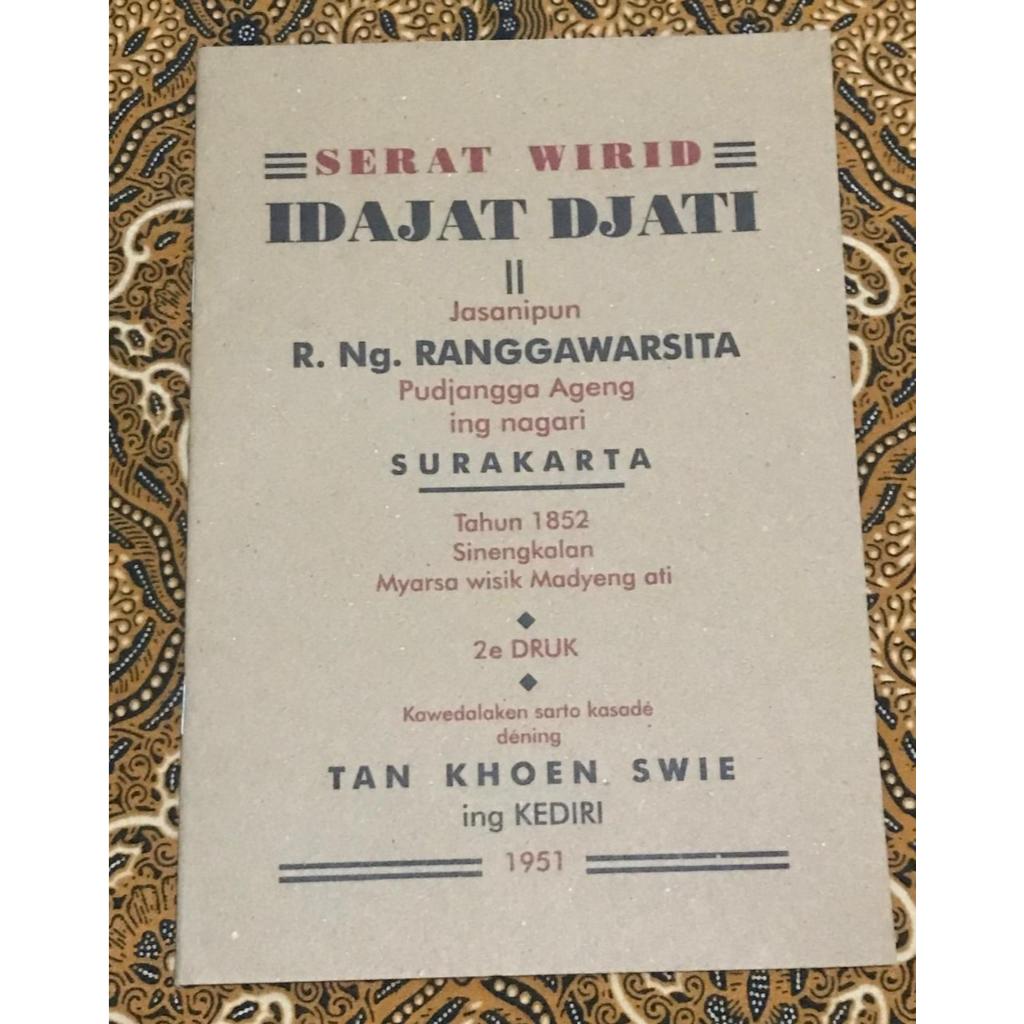 SERAT WIRID
IDAJAT DJATI
Jasanipun
R. Ng. RANGGAWARSITA
Pudjangga Ageng
ing nagari
SURAKARTA
Tahun 1852
Sinengkalan
Myarsa wisik Madyeng ati
2e DRUK
Kawedalaken sarto kasadé
déning
TAN KHOEN SWIE
ing KEDIRI
1951